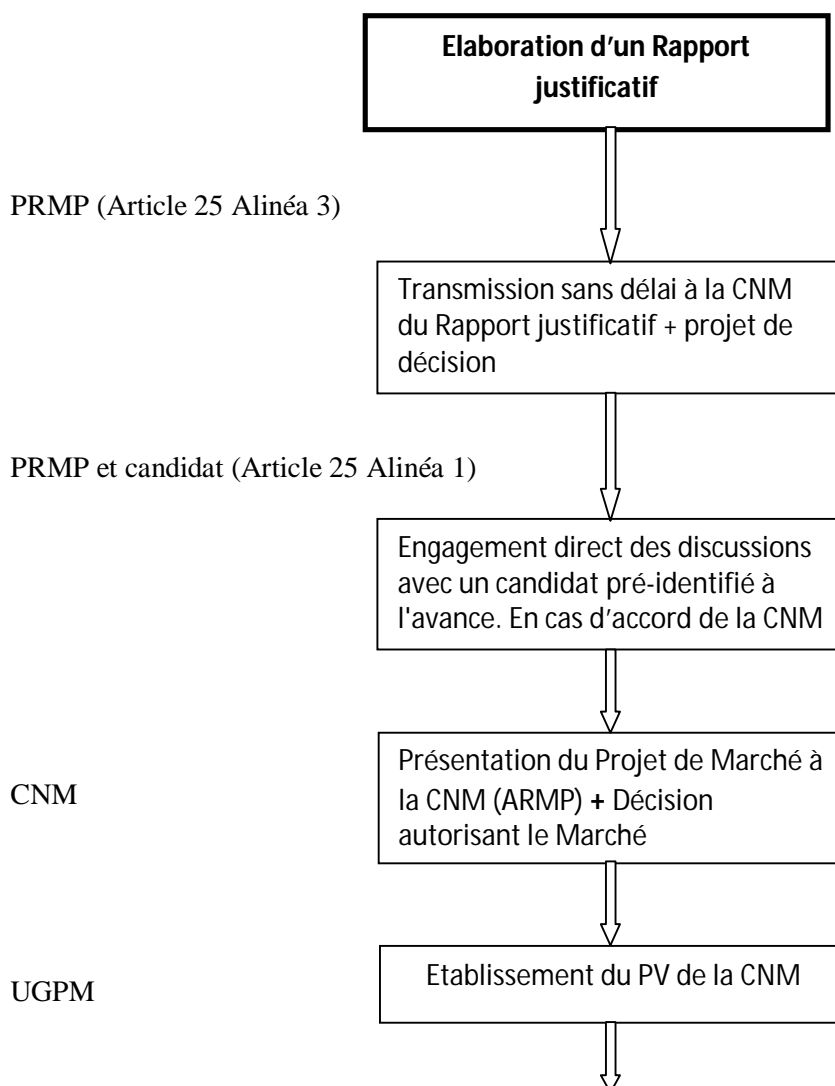 Elaboration d'un Rapport
justificatif
PRMP (Article 25 Alinéa 3)
Transmission sans délai à la CNM
du Rapport justificatif + projet de
décision
PRMP et candidat (Article 25 Alinéa 1)
Engagement direct des discussions
avec un candidat pré-identifié à
l'avance. En cas d'accord de la CNM
Présentation du Projet de Marché à
CNM
la CNM (ARMP) + Décision
autorisant le Marché
Etablissement du PV de la CNM
UGPM